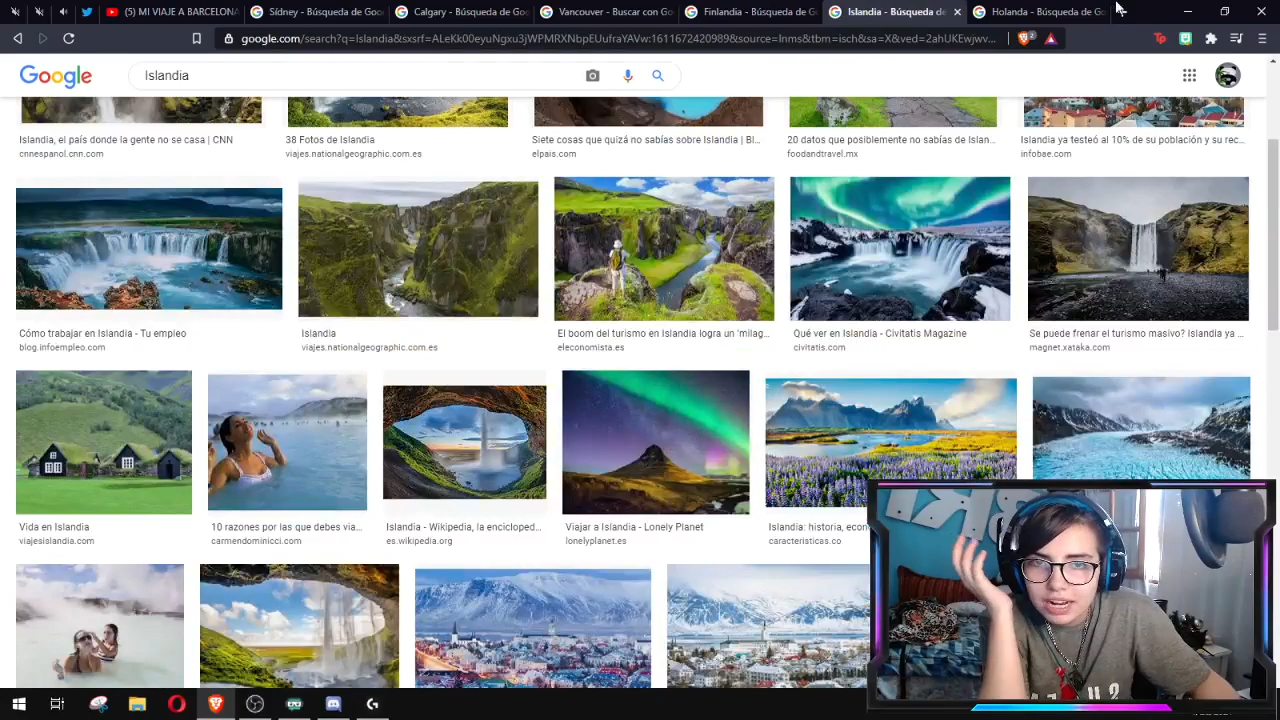 (5) MI VIAJE A BARCELONA
Sídney - Búsqueda de Goo
Calgary - Búsqueda de Goo
Vancouver - Buscar con Go
Finlandia - Búsqueda de G
Islandia - Búsqueda de
Holanda - Búsqueda de Go
google.com/search?q=Islandia&sxsrf=ALeKk00eyuNgxu3jWPMRXNbpEUufraYAVw:1611672420989&source=lnms&tbm=isch&sa=X&ved=2ahUKEwjwv...
Google
Islandia
Islandia, el país donde la gente no se casa | CNN
cnnespanol.cnn.com
38 Fotos de Islandia
viajes.nationalgeographic.com.es
Siete cosas que quizá no sabías sobre Islandia | Bl...
elpais.com
20 datos que posiblemente no sabías de Islan...
foodandtravel.mx
Islandia ya testeó al 10% de su población y su rec...
infobae.com
Cómo trabajar en Islandia - Tu empleo
blog.infoempleo.com
Islandia
viajes.nationalgeographic.com.es
El boom del turismo en Islandia logra un 'milag...
eleconomista.es
Qué ver en Islandia - Civitatis Magazine
civitatis.com
Se puede frenar el turismo masivo? Islandia ya ...
magnet.xataka.com
Vida en Islandia
viajesislandia.com
10 razones por las que debes via...
carmendominicci.com
Islandia - Wikipedia, la encicloped...
es.wikipedia.org
Viajar a Islandia - Lonely Planet
lonelyplanet.es
Islandia: historia, econ
caracteristicas.co